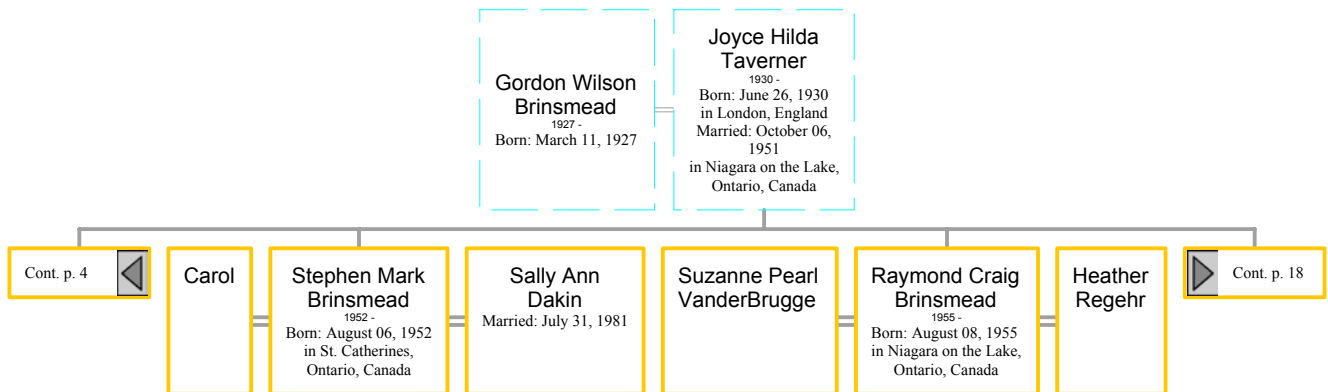 Gordon Wilson
Brinsmead
1927 -
Born: March 11, 1927
Joyce Hilda
Taverner
1930 -
Born: June 26, 1930
in London, England
Married: October 06,
1951
in Niagara on the Lake,
Ontario, Canada
Cont. p. 4
Carol
Stephen Mark
Brinsmead
1952 -
Born: August 06, 1952
in St. Catherines,
Ontario, Canada
Sally Ann
Dakin
Married: July 31, 1981
Suzanne Pearl
VanderBrugge
Raymond Craig
Brinsmead
1955 -
Born: August 08, 1955
in Niagara on the Lake,
Ontario, Canada
Heather
Regehr
Cont. p. 18